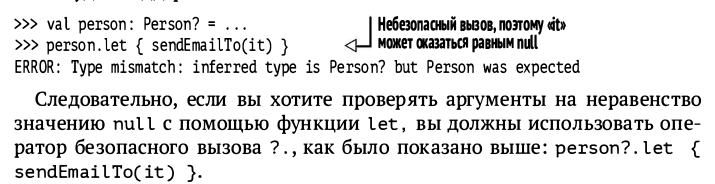 >>> val person: Person? = ...
Небезопасный вызов, поэтому «it»
>>> person.let { sendEmailTo(it) }
может оказаться равным null
ERROR: Type mismatch: inferred type is Person? but Person was expected
Следовательно, если вы хотите проверять аргументы на неравенство
значению null с помощью функции let, вы должны использовать опе-
ратор безопасного вызова ?., как было показано выше: person?.let {
sendEmailTo(it) }.